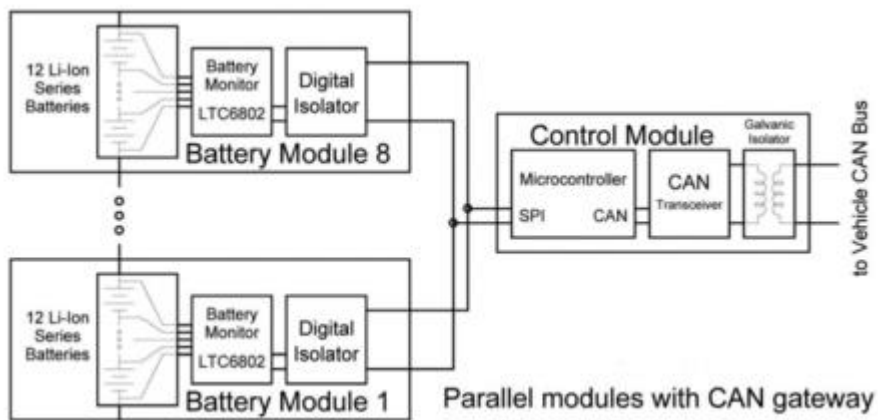 12 Li-Ion
Series
Batteries
Battery
Monitor
LTC6802
Digital
Isolator
Battery Module 8
Control Module
Galvanic
Isolator
Microcontroller
SPI
CAN
CAN
Transceiver
to Vehicle CAN Bus
12 Li-Ion
Series
Batteries
Battery
Monitor
LTC6802
Digital
Isolator
Battery Module 1
Parallel modules with CAN gateway